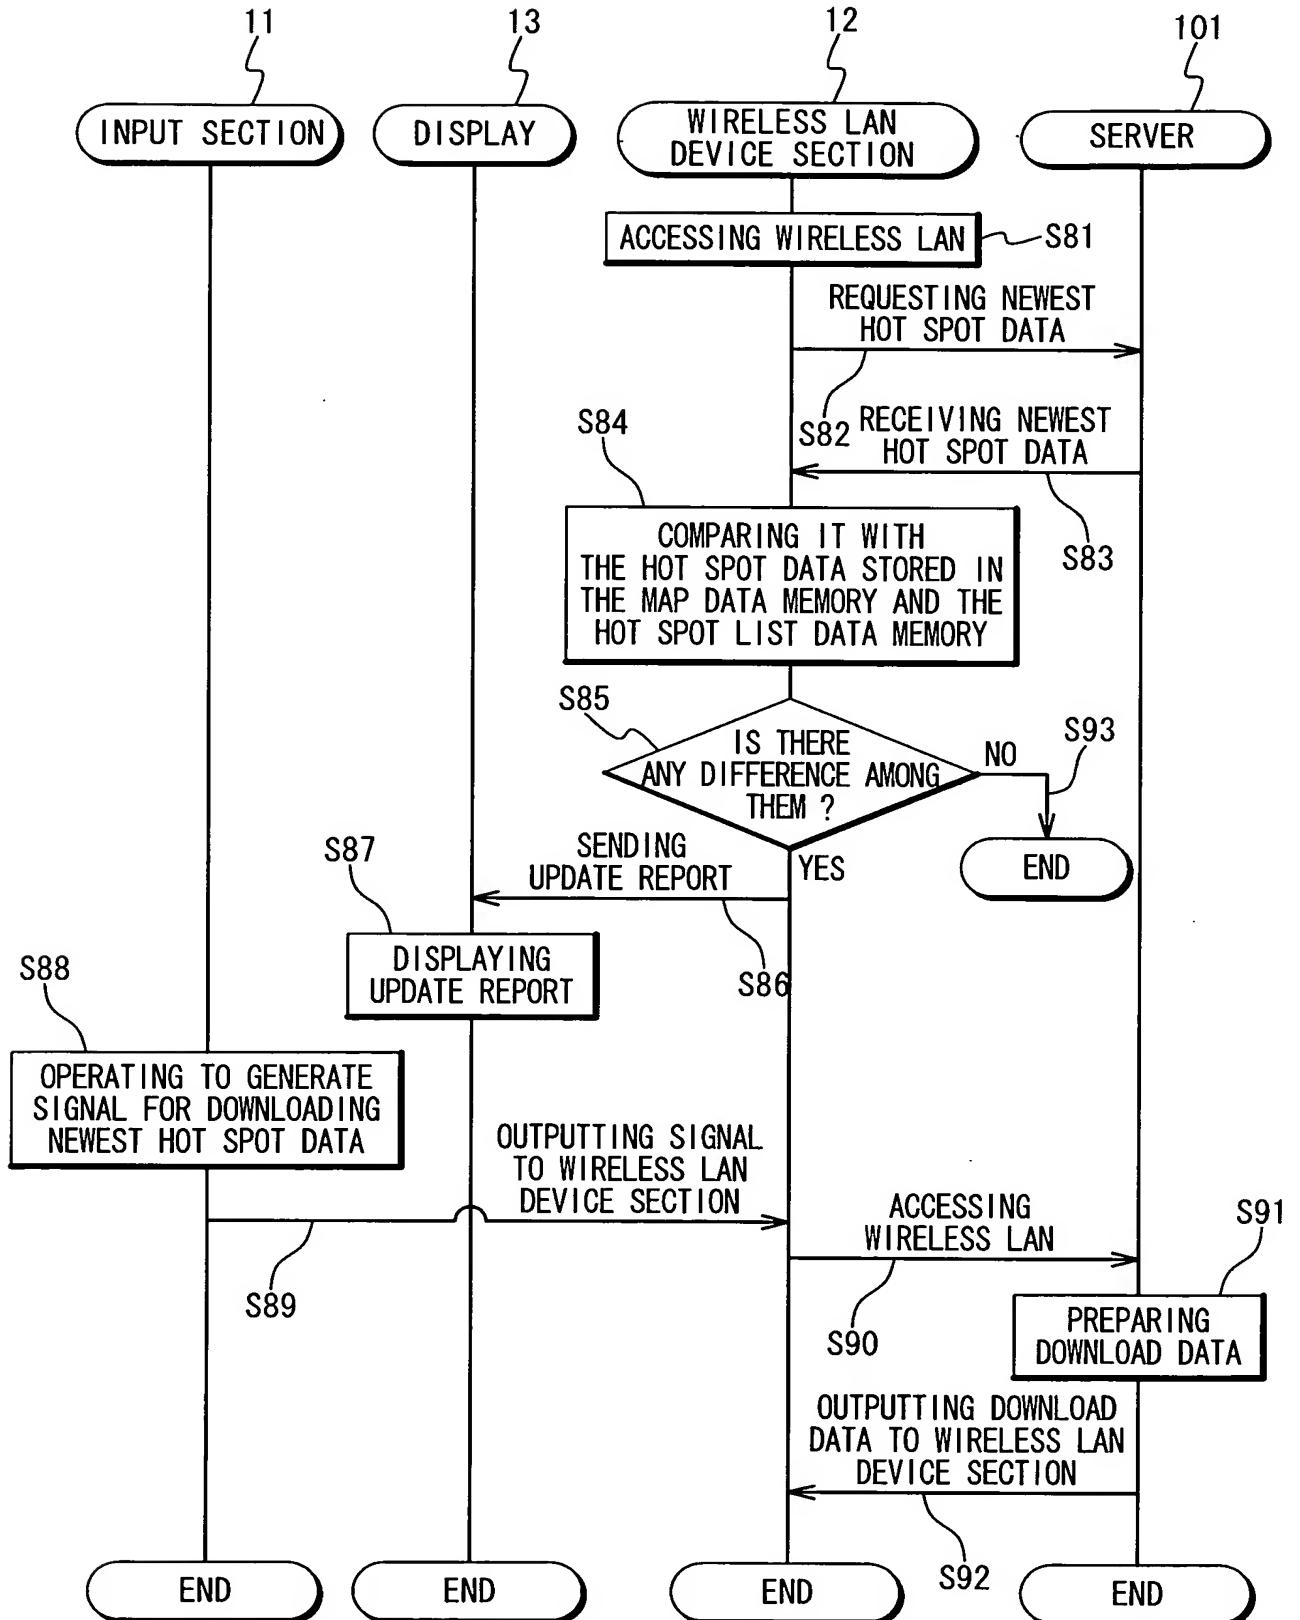 11
13
12
101
INPUT SECTION
DISPLAY
WIRELESS LAN
DEVICE SECTION
SERVER
ACCESSING WIRELESS LAN
S81
REQUESTING NEWEST
HOT SPOT DATA
S82
RECEIVING NEWEST
HOT SPOT DATA
S83
S84
COMPARING IT WITH
THE HOT SPOT DATA STORED IN
THE MAP DATA MEMORY AND THE
HOT SPOT LIST DATA MEMORY
S85
IS THERE
ANY DIFFERENCE AMONG
THEM ?
NO
S93
END
YES
SENDING
UPDATE REPORT
S86
S87
DISPLAYING
UPDATE REPORT
S88
OPERATING TO GENERATE
SIGNAL FOR DOWNLOADING
NEWEST HOT SPOT DATA
OUTPUTTING SIGNAL
TO WIRELESS LAN
DEVICE SECTION
S89
ACCESSING
WIRELESS LAN
S90
S91
PREPARING
DOWNLOAD DATA
OUTPUTTING DOWNLOAD
DATA TO WIRELESS LAN
DEVICE SECTION
S92
END
END
END
END